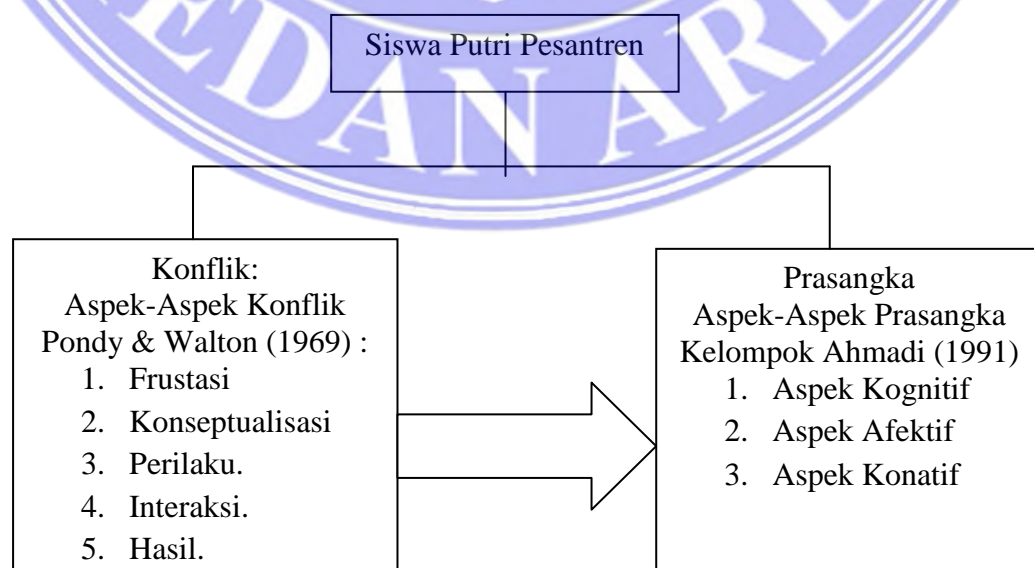 Siswa Putri Pesantren
Konflik:
Aspek-Aspek Konflik
Pondy & Walton (1969) :
1. Frustasi
2. Konseptualisasi
3. Perilaku.
4. Interaksi.
5. Hasil.
Prasangka
Aspek-Aspek Prasangka
Kelompok Ahmadi (1991)
1. Aspek Kognitif
2. Aspek Afektif
3. Aspek Konatif